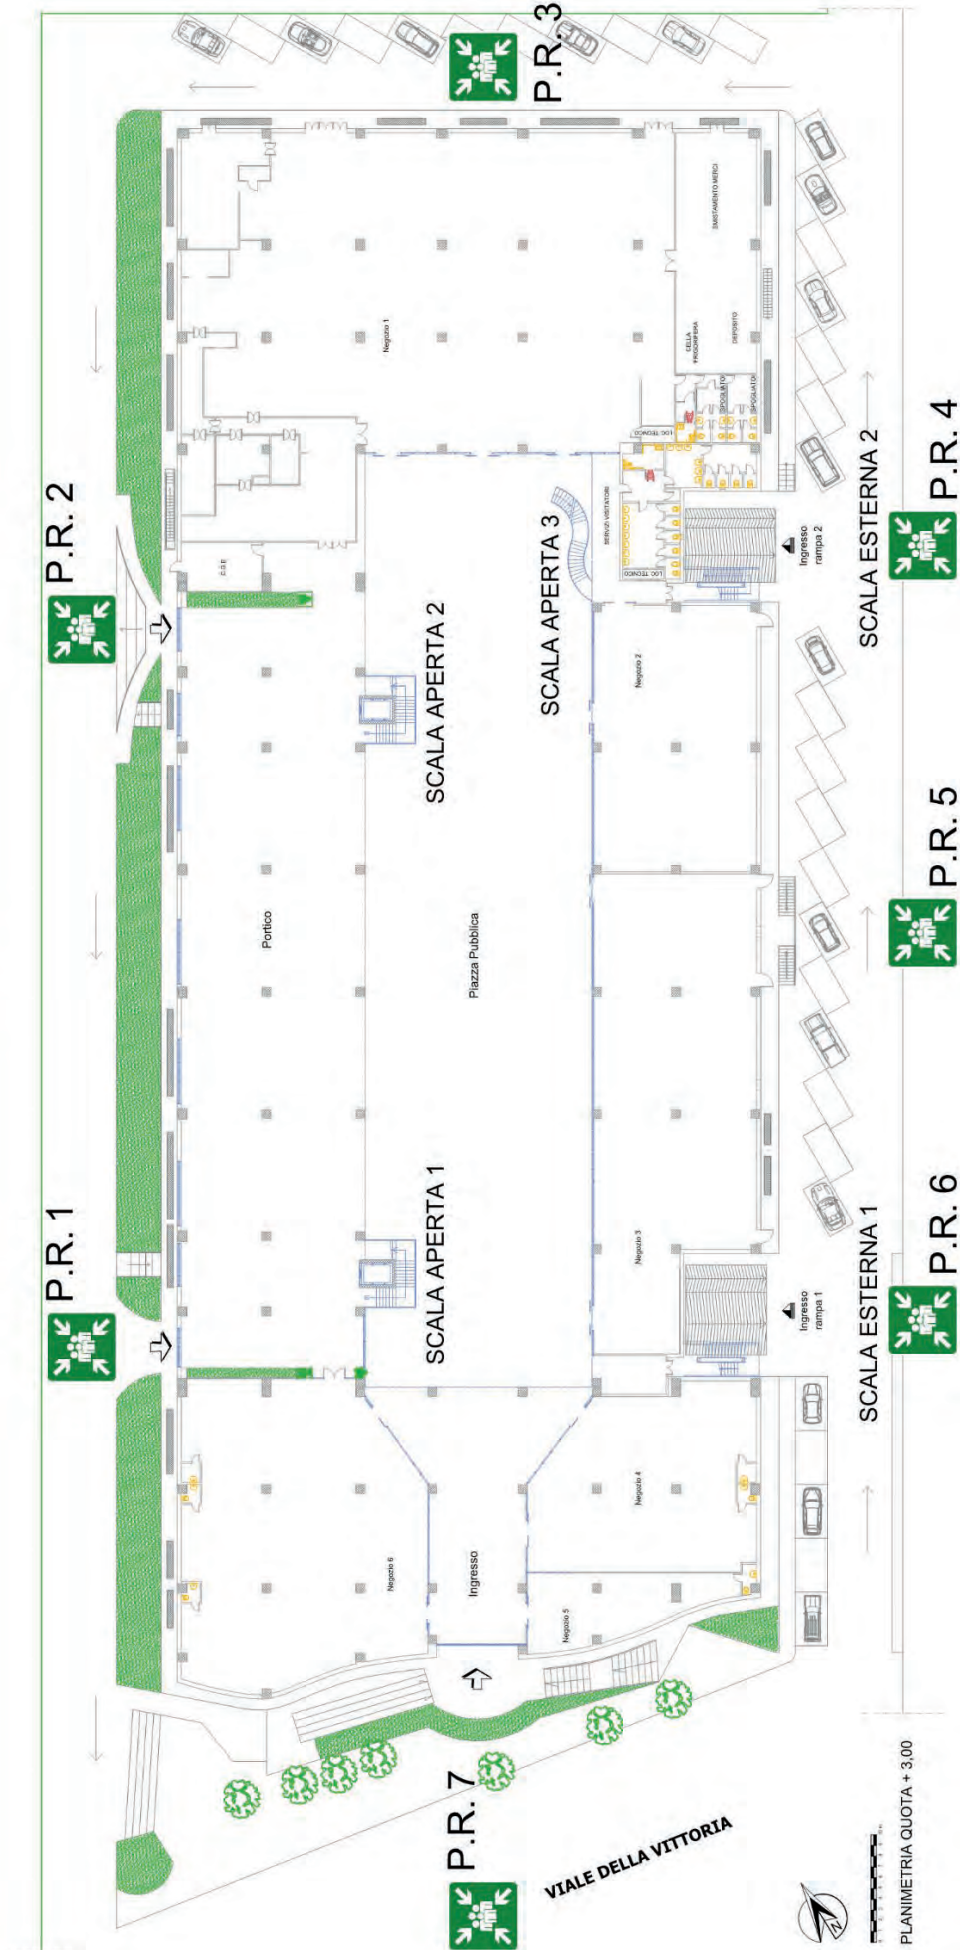 P.R. 3
SMISTAMENTO MERCI
Negozio 1
CELLA
FRIGORIFERA
DEPOSITO
SPOGLIATOI
SPOGLIATOI
LOC. TECNICO
P.R. 2
P.R. 4
SCALA ESTERNA 2
SERVIZI VISITATORI
LOC. TECNICO
Ingresso
rampa 2
SCALA APERTA 3
SCALA APERTA 2
Negozio 2
Portico
Piazza Pubblica
P.R. 5
P.R. 1
SCALA APERTA 1
Negozio 3
P.R. 6
Ingresso
rampa 1
SCALA ESTERNA 1
Negozio 4
Negozio 6
Ingresso
Negozio 5
P.R. 7
VIALE DELLA VITTORIA
N
PLANIMETRIA QUOTA + 3,00